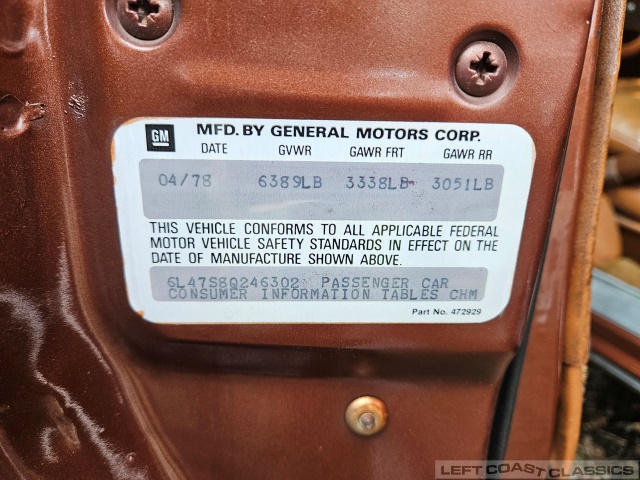 GM MFD. BY GENERAL MOTORS CORP.
DATE GVWR GAWR FRT GAWR RR
04/78 6389LB 3338LB 3051LB
THIS VEHICLE CONFORMS TO ALL APPLICABLE FEDERAL
MOTOR VEHICLE SAFETY STANDARDS IN EFFECT ON THE
DATE OF MANUFACTURE SHOWN ABOVE.
6L47S8Q246302 PASSENGER CAR
CONSUMER INFORMATION TABLES CHM
Part No. 472929
LEFT COAST CLASSICS